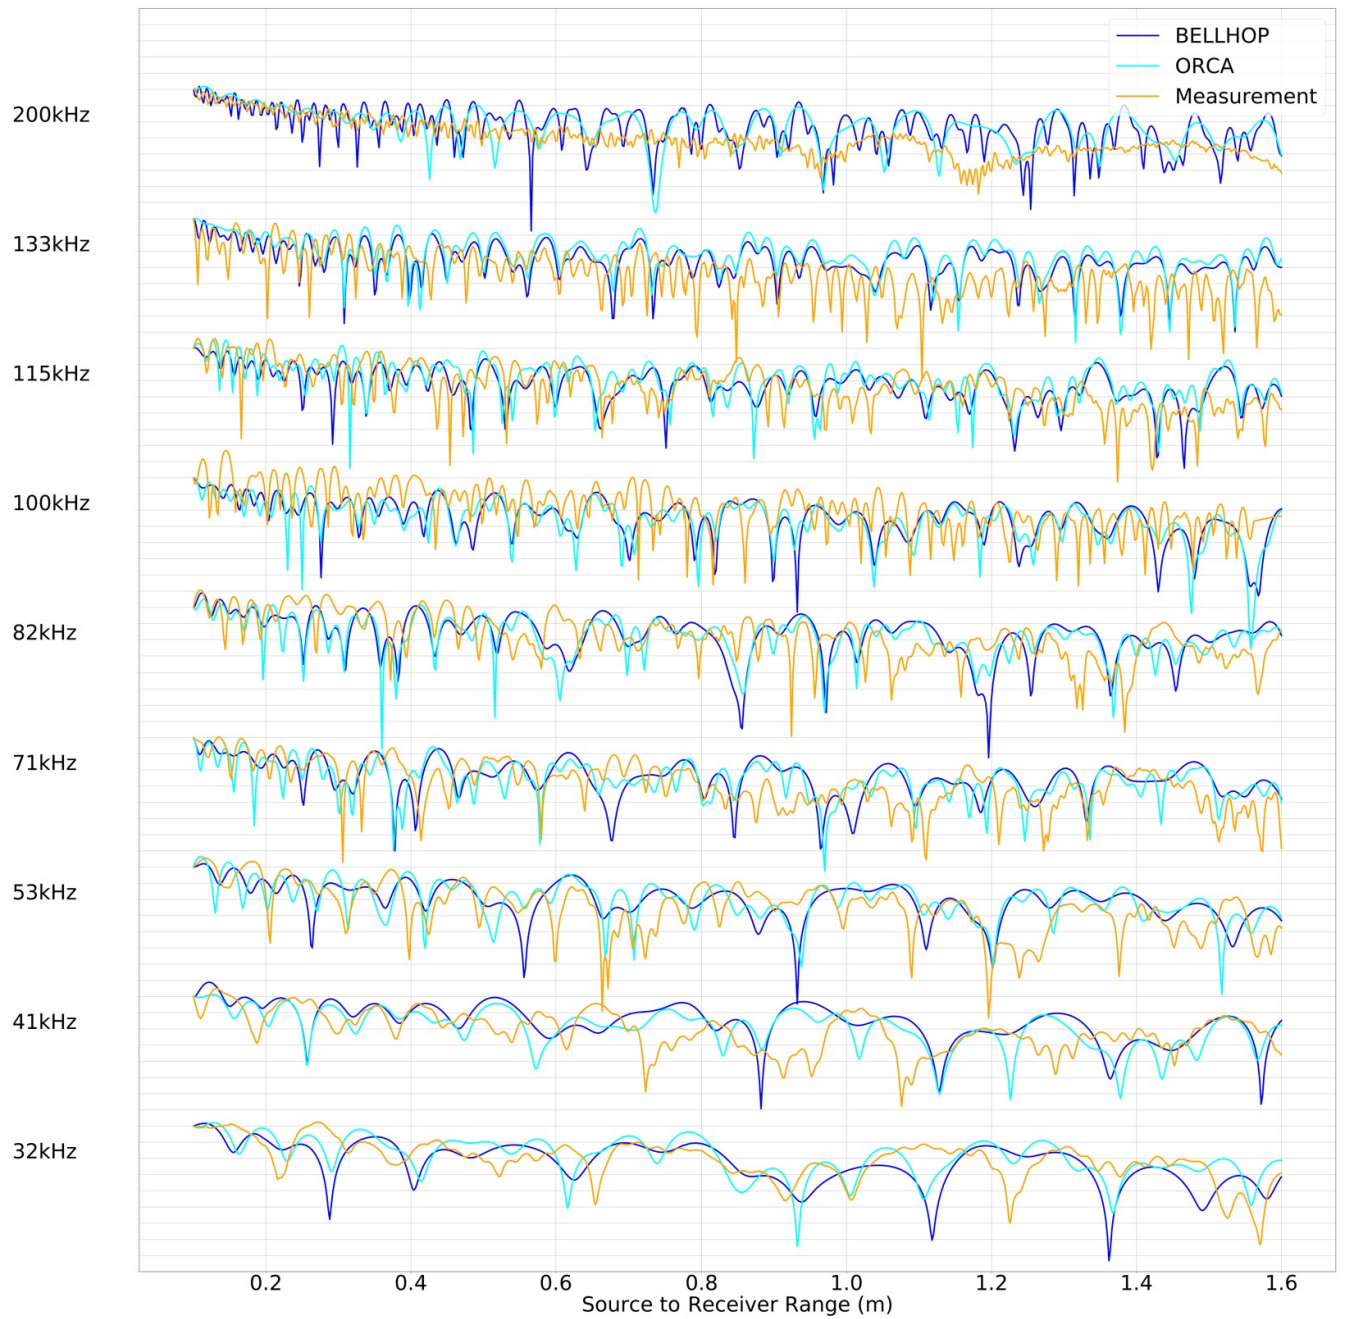 BELLHOP
ORCA
Measurement
200kHz
133kHz
115kHz
100kHz
82kHz
71kHz
53kHz
41kHz
32kHz
0.2 0.4 0.6 0.8 1.0 1.2 1.4 1.6
Source to Receiver Range (m)